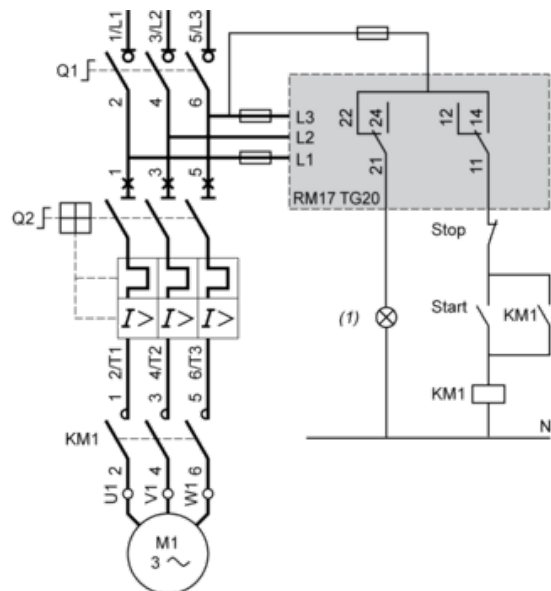 1/L1 3/L2 5/L3
Q1
2 4 6
L3
L2
L1
22 24 12 14
21 11
RM17 TG20
1 3 5
Q2
I> I> I>
2/T1 4/T2 6/T3
1 3 5
KM1
2 4 6
U1 V1 W1
M1
3 ~
Stop
Start KM1
(1)
KM1
N